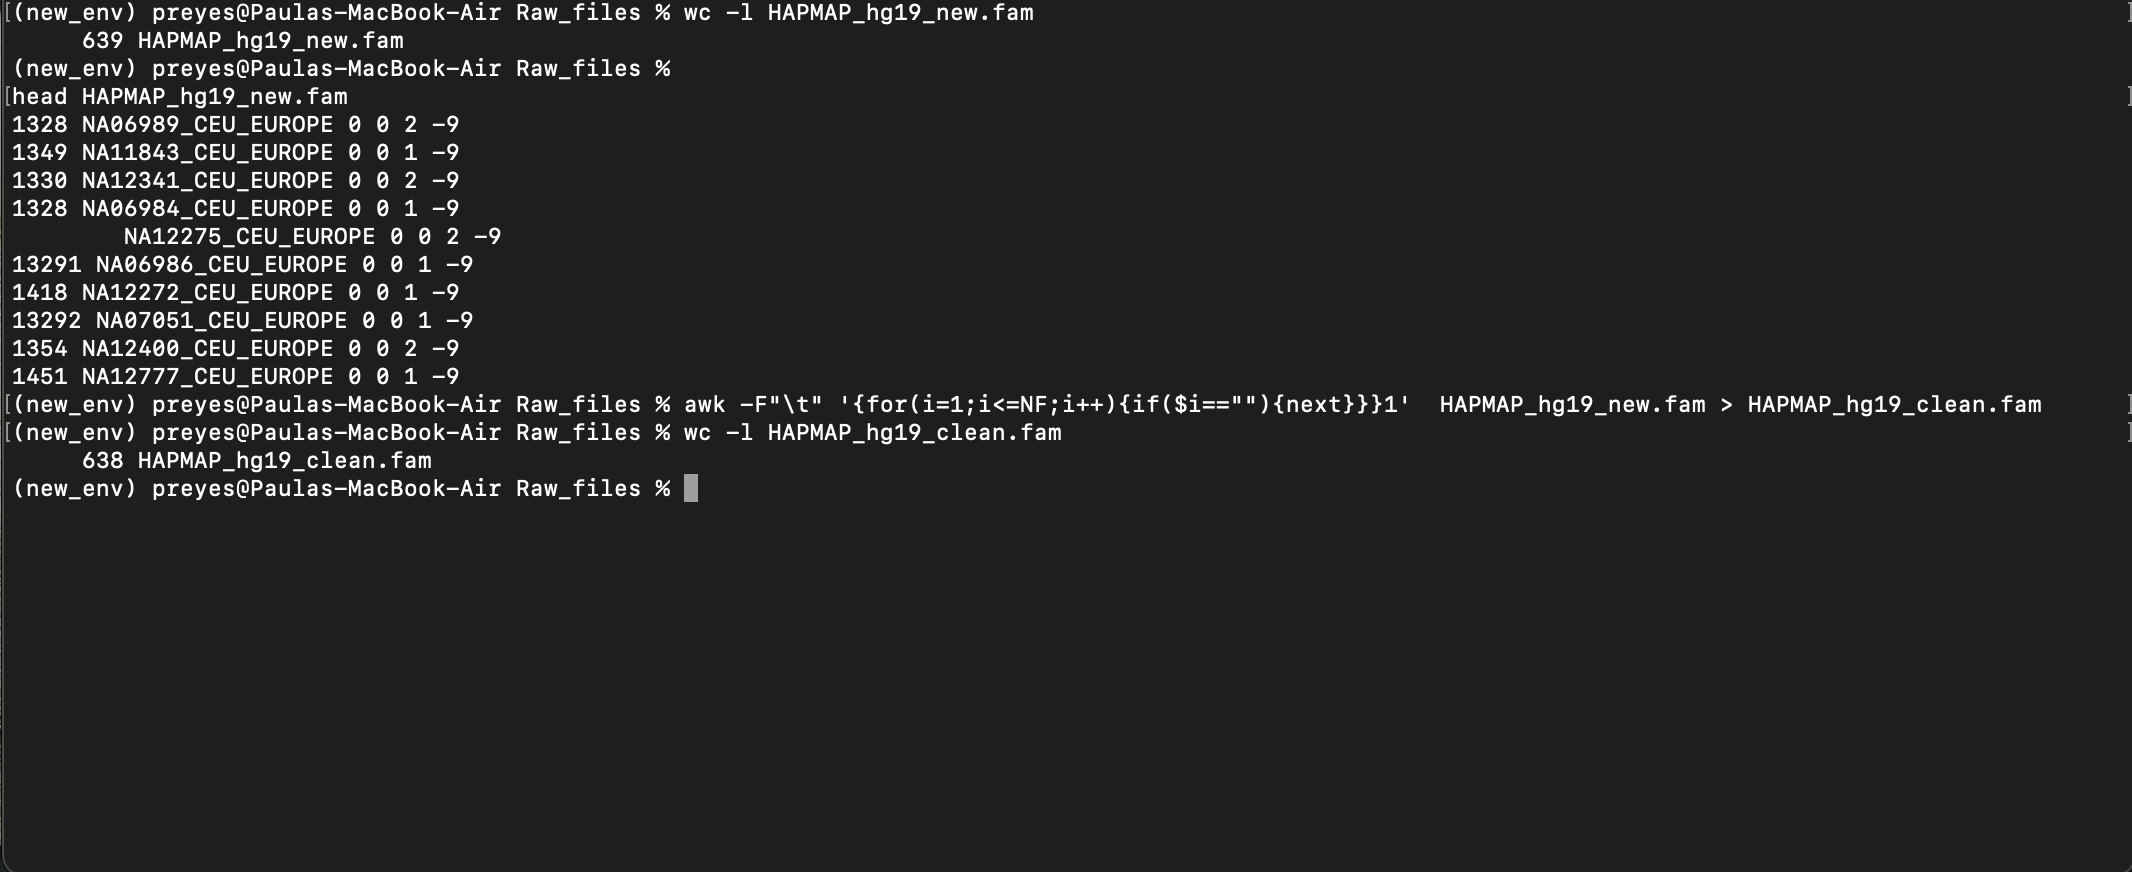 [(new_env) preyes@Paulas-MacBook-Air Raw_files % wc -l HAPMAP_hg19_new.fam ]
     639 HAPMAP_hg19_new.fam
(new_env) preyes@Paulas-MacBook-Air Raw_files %
[head HAPMAP_hg19_new.fam ]
1328 NA06989_CEU_EUROPE 0 0 2 -9
1349 NA11843_CEU_EUROPE 0 0 1 -9
1330 NA12341_CEU_EUROPE 0 0 2 -9
1328 NA06984_CEU_EUROPE 0 0 1 -9
        NA12275_CEU_EUROPE 0 0 2 -9
13291 NA06986_CEU_EUROPE 0 0 1 -9
1418 NA12272_CEU_EUROPE 0 0 1 -9
13292 NA07051_CEU_EUROPE 0 0 1 -9
1354 NA12400_CEU_EUROPE 0 0 2 -9
1451 NA12777_CEU_EUROPE 0 0 1 -9
[(new_env) preyes@Paulas-MacBook-Air Raw_files % awk -F"\t" '{for(i=1;i<=NF;i++){if($i==""){next}}}1'  HAPMAP_hg19_new.fam > HAPMAP_hg19_clean.fam ]
[(new_env) preyes@Paulas-MacBook-Air Raw_files % wc -l HAPMAP_hg19_clean.fam ]
     638 HAPMAP_hg19_clean.fam
(new_env) preyes@Paulas-MacBook-Air Raw_files %